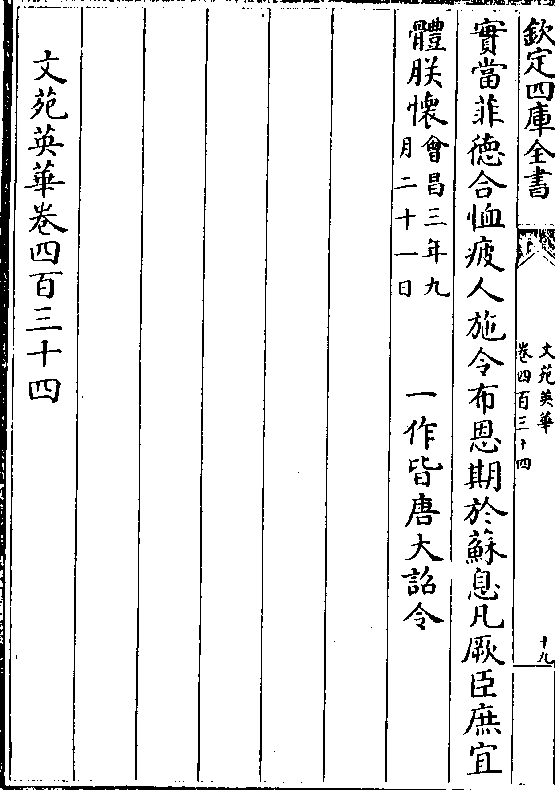 欽定四庫全書
文苑英華
卷四百三十四
十九
實當菲德合恤疲人施令布恩期於蘇息凡厥臣庶宜
體朕懷會昌三年九月二十一日 一作皆唐大詔令
文苑英華卷四百三十四